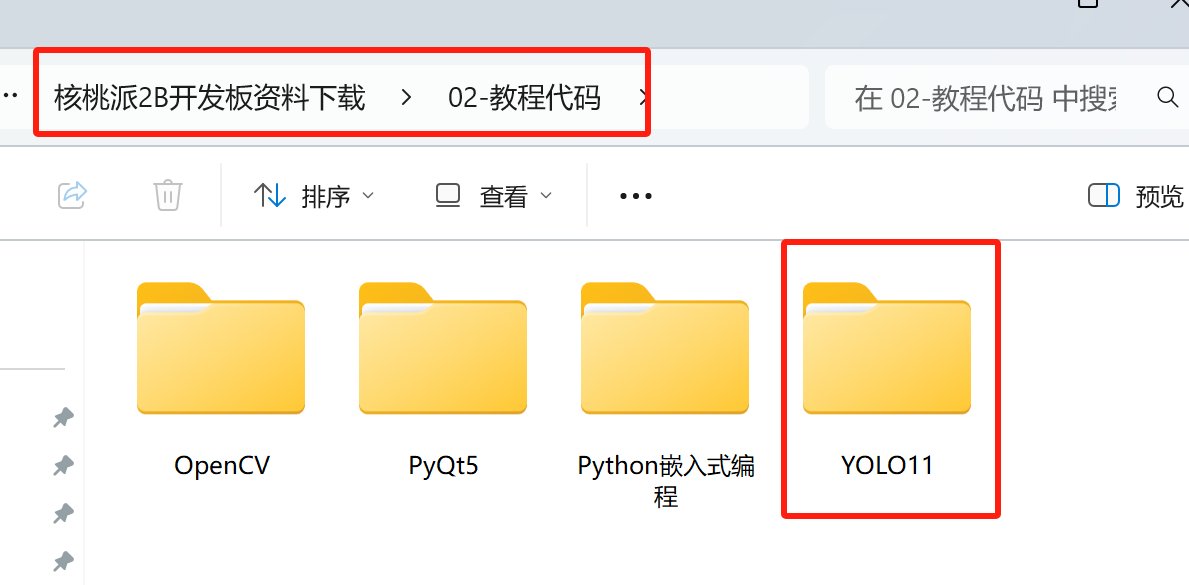 核桃派2B开发板资料下载 > 02-教程代码 >
在 02-教程代码 中搜
排序
查看
预览
OpenCV
PyQt5
Python嵌入式编
程
YOLO11